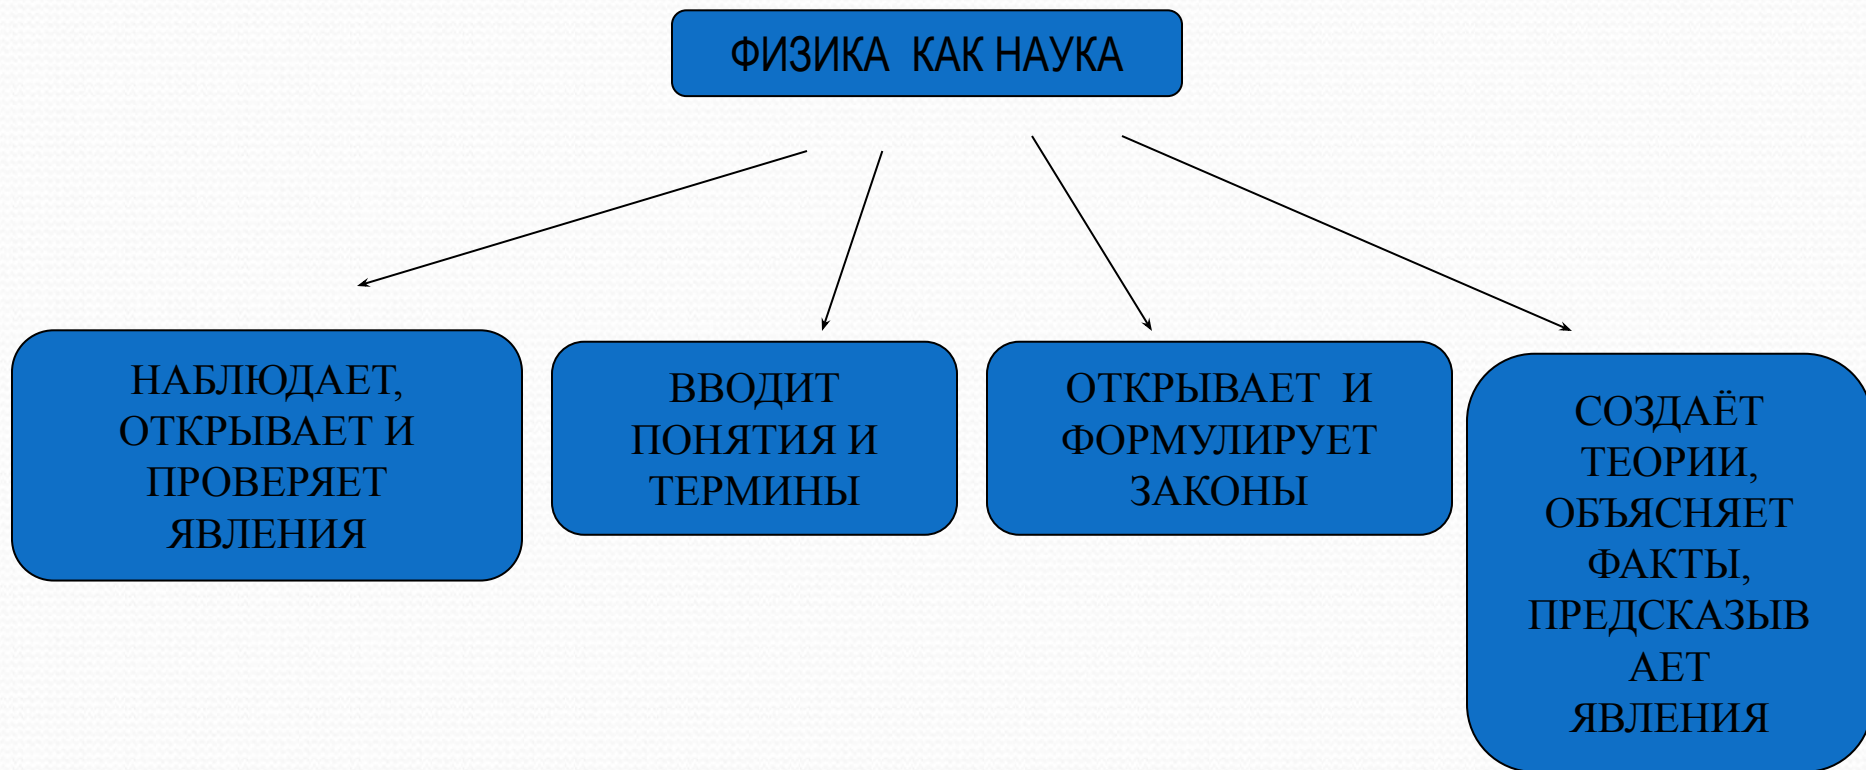 ФИЗИКА КАК НАУКА
НАБЛЮДАЕТ,
ОТКРЫВАЕТ И
ПРОВЕРЯЕТ
ЯВЛЕНИЯ
ВВОДИТ
ПОНЯТИЯ И
ТЕРМИНЫ
ОТКРЫВАЕТ И
ФОРМУЛИРУЕТ
ЗАКОНЫ
СОЗДАЁТ
ТЕОРИИ,
ОБЪЯСНЯЕТ
ФАКТЫ,
ПРЕДСКАЗЫВ
АЕТ
ЯВЛЕНИЯ